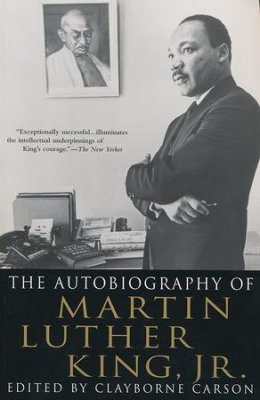 "Exceptionally successful...illuminates
the intellectual underpinnings of
King's courage."—The New Yorker
THE AUTOBIOGRAPHY OF
MARTIN
LUTHER
KING, JR.
EDITED BY CLAYBORNE CARSON